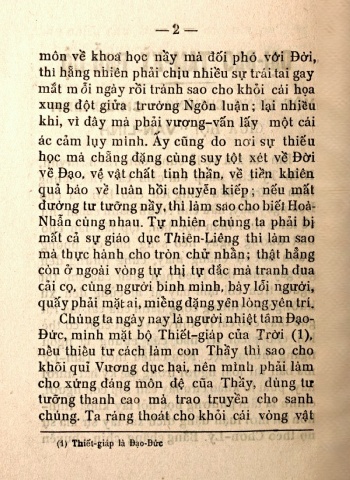 — 2 —
môn về khoa học nầy mà đối phó với Đời,
thì hẳng nhiên phải chịu nhiều sự trái tai gay
mắt mỗi ngày rồi tránh sao cho khỏi cái họa
xung đột giữa trường Ngôn luận; lại nhiều
khi, vì đây mà phải vương-vấn lấy một cái
ác cảm lụy mình. Ấy cũng do nơi sự thiếu
học mà chẳng đặng cùng suy tột xét về Đời
về Đạo, về vật chất tinh thần, về tiền khiên
quả báo về luân hồi chuyễn kiếp; nếu mất
đường tư tưởng nầy, thì làm sao cho biết Hoà-
Nhẫn cùng nhau. Tự nhiên chúng ta phải bị
mất cả sự giáo dục Thiên-Liêng thì làm sao
mà thực hành cho tròn chử nhẫn; thật hẳng
còn ở ngoài vòng tự thị tự đắc mà tranh đua
cải cọ, cùng người binh mình, bày lỗi người,
quấy phải mặt ai, miềng đặng yên lòng yên trí.
Chúng ta ngày nay là người nhiệt tâm Đạo-
Đức, mình mặt bộ Thiết-giáp của Trời (1),
nếu thiếu tư cách làm con Thầy thì sao cho
khỏi quỉ Vương dục hại, nên mình phải làm
cho xứng đáng môn đệ của Thầy, dùng tư
tưởng thanh cao mà trao truyền cho sanh
chúng. Ta ráng thoát cho khỏi cái vòng vật
(1) Thiết-giáp là Đạo-Đức